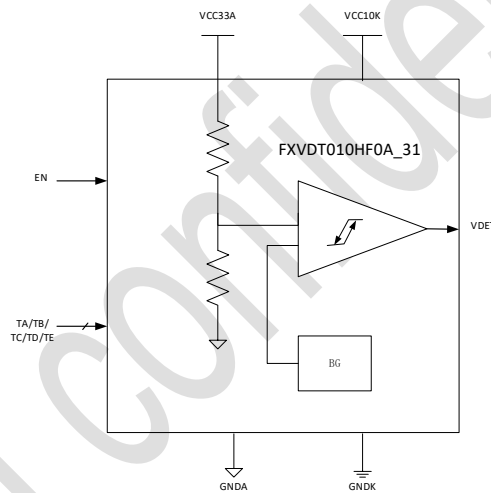 VCC33A
VCC10K
FXVDT010HF0A_31
EN
VDET
TA/TB/
TC/TD/TE
BG
GNDA
GNDK